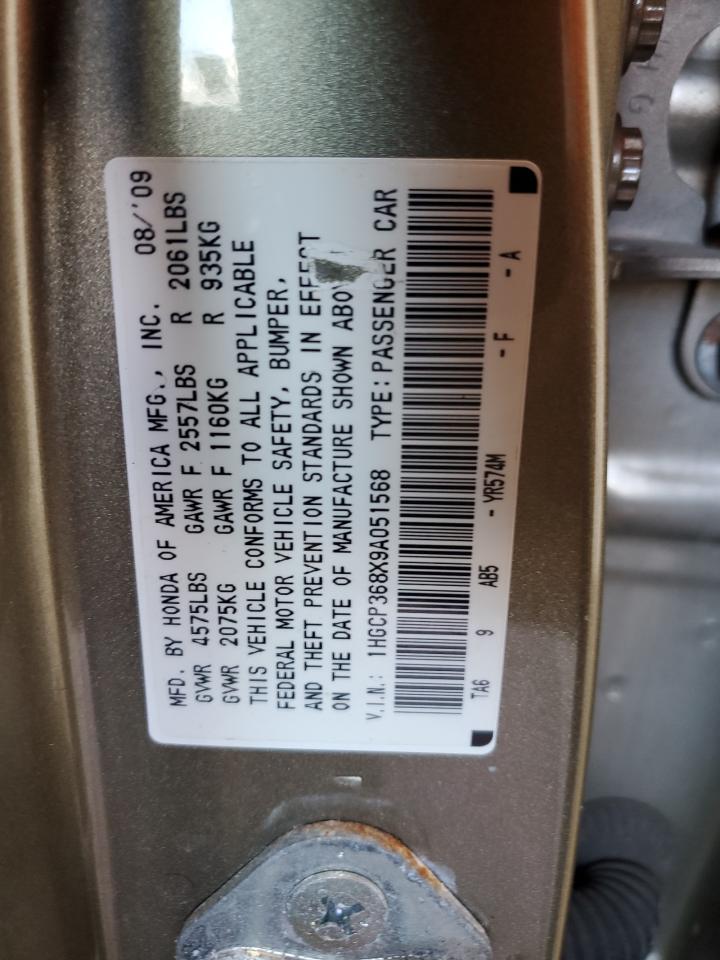 MFD. BY HONDA OF AMERICA MFG., INC. 08/'09
GVWR 4575LBS GAWR F 2557LBS R 2061LBS
GVWR 2075KG GAWR F 1160KG R 935KG
THIS VEHICLE CONFORMS TO ALL APPLICABLE
FEDERAL MOTOR VEHICLE SAFETY, BUMPER,
AND THEFT PREVENTION STANDARDS IN EFFECT
ON THE DATE OF MANUFACTURE SHOWN ABOV
V.I.N.: 1HGCP368X9A051568 TYPE: PASSENGER CAR
TA6 9 AB5 - YR574M - F - A
G